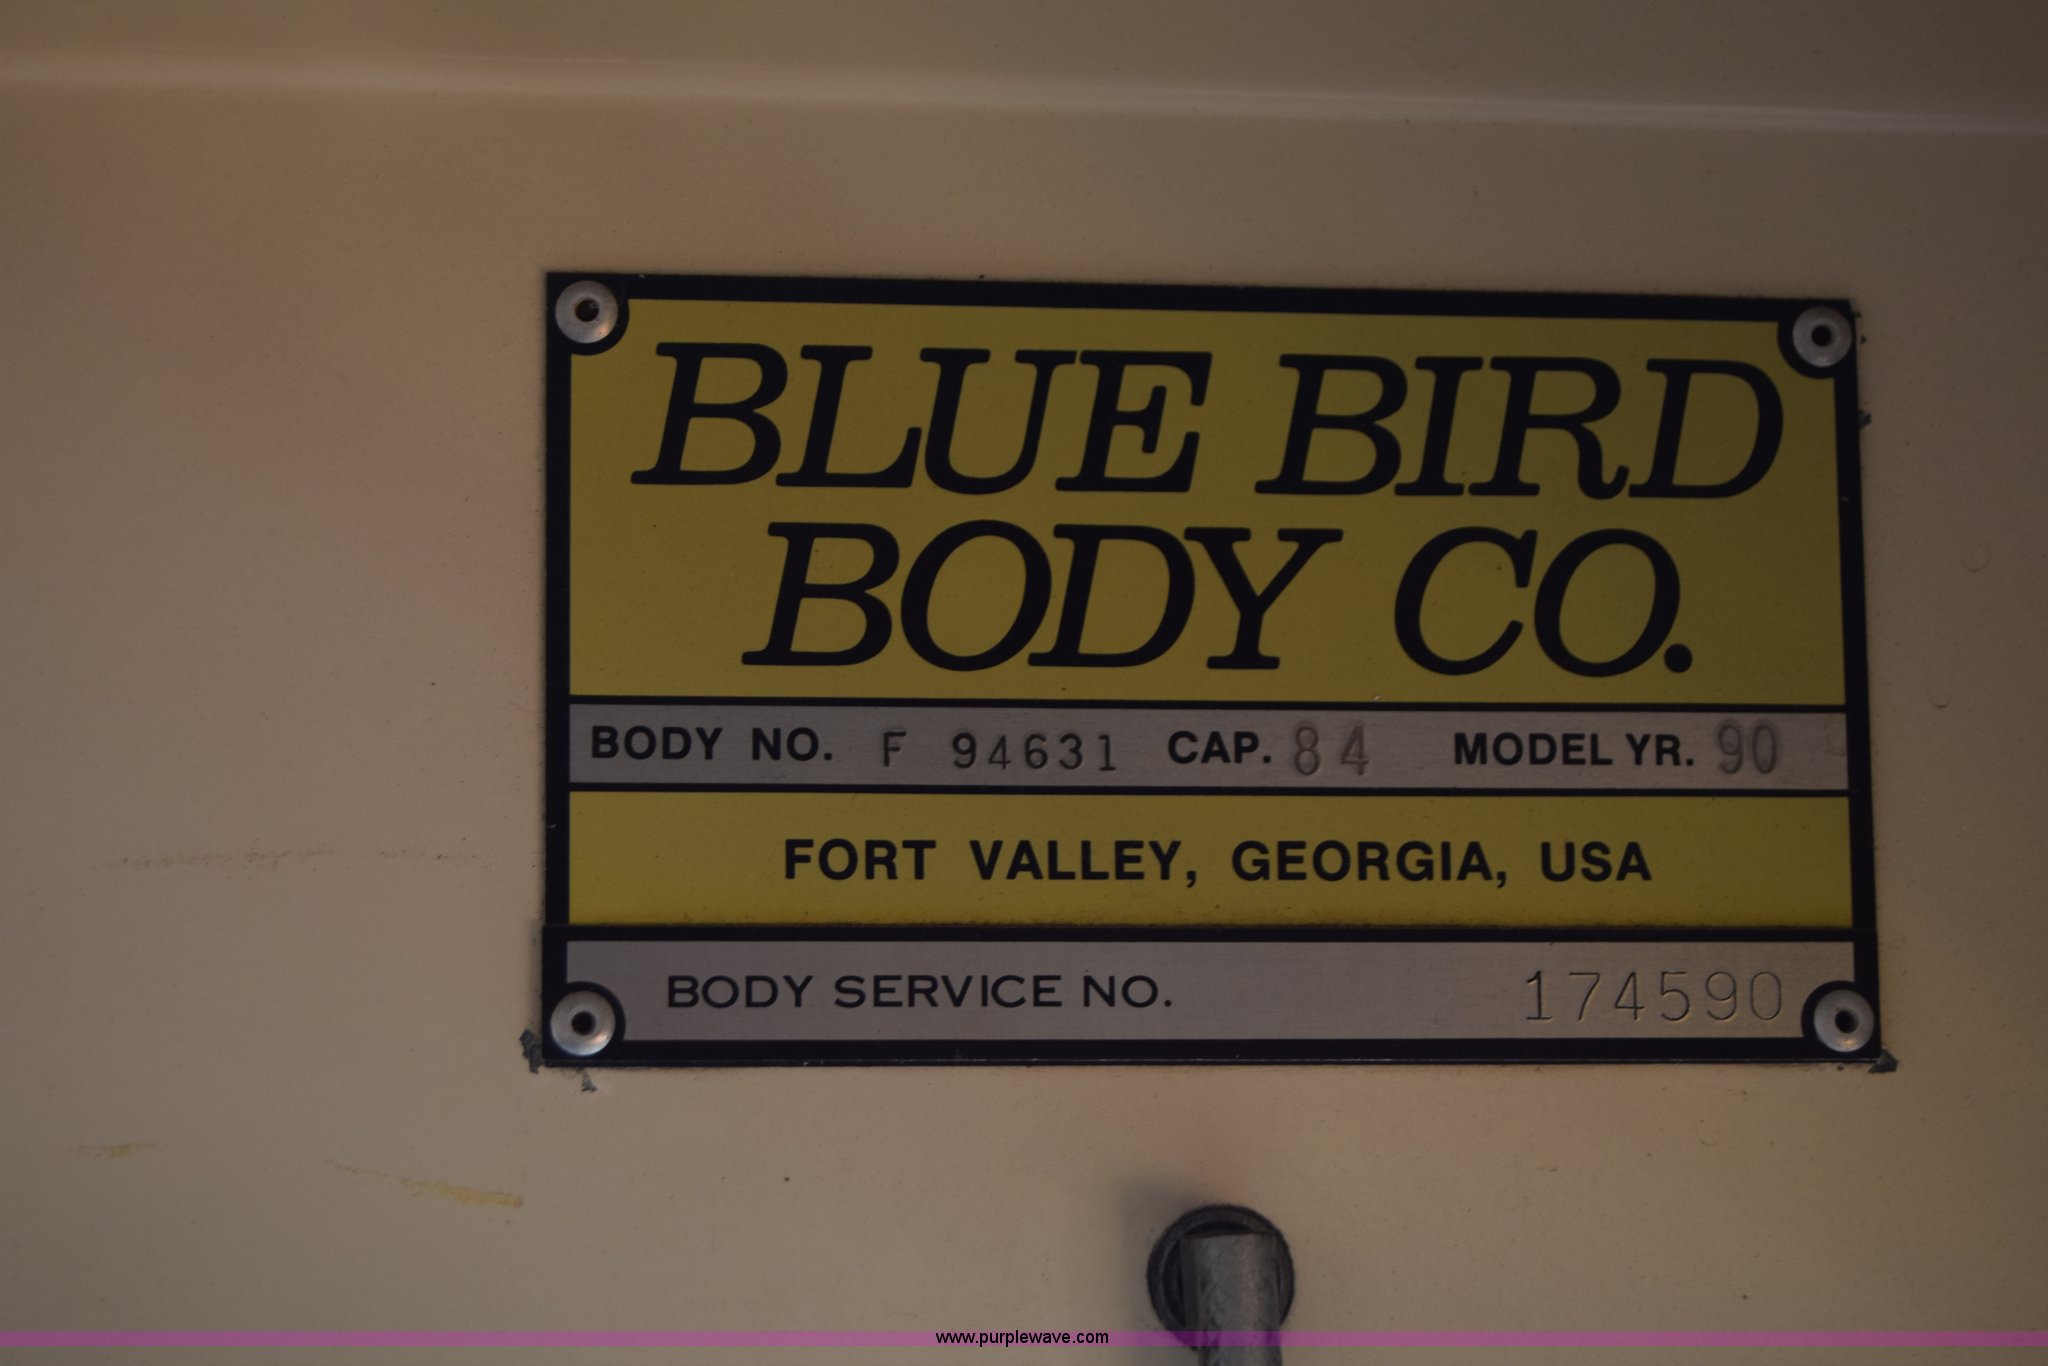 BLUE BIRD
BODY CO.
BODY NO. F 94631 CAP. 84 MODEL YR. 90
FORT VALLEY, GEORGIA, USA
BODY SERVICE NO. 174590
www.purplewave.com